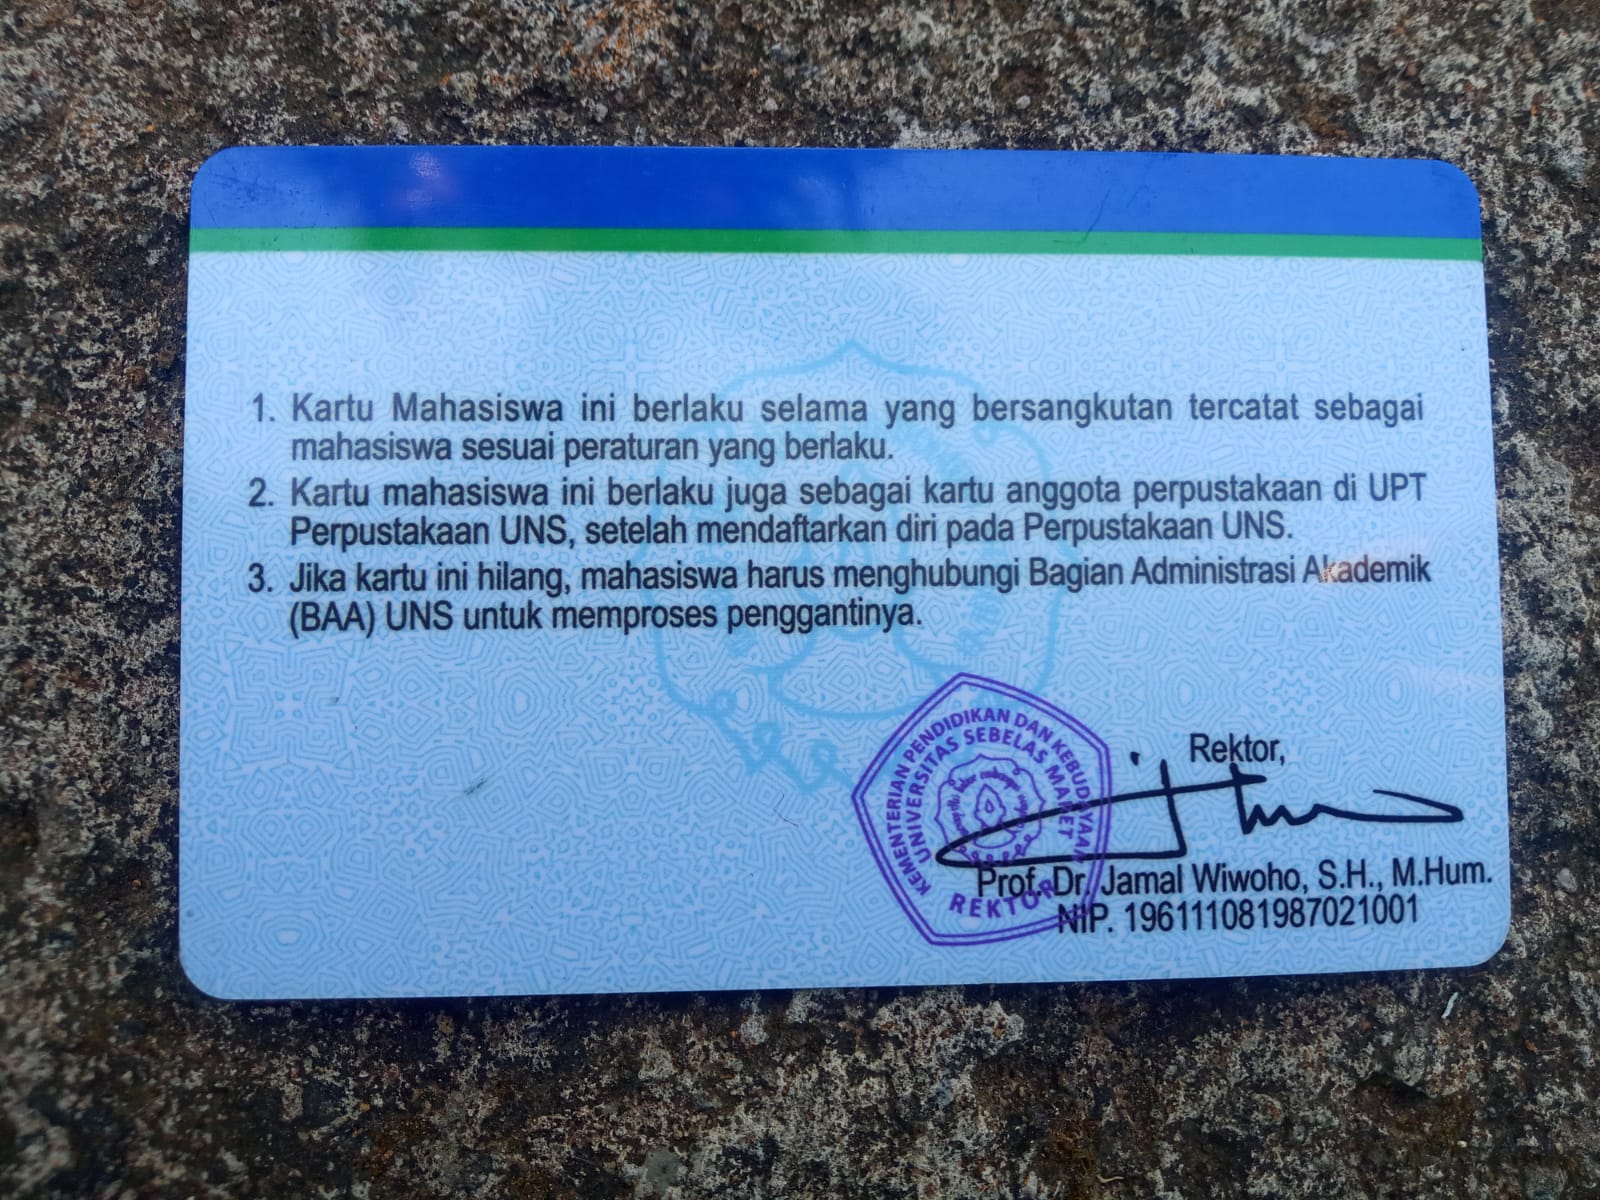 1. Kartu Mahasiswa ini berlaku selama yang bersangkutan tercatat sebagai
mahasiswa sesuai peraturan yang berlaku.
2. Kartu mahasiswa ini berlaku juga sebagai kartu anggota perpustakaan di UPT
Perpustakaan UNS, setelah mendaftarkan diri pada Perpustakaan UNS.
3. Jika kartu ini hilang, mahasiswa harus menghubungi Bagian Administrasi Akademik
(BAA) UNS untuk memproses penggantinya.
Rektor,
KEMENTERIAN PENDIDIKAN DAN KEBUDAYAAN
UNIVERSITAS SEBELAS MARET
REKTOR
Prof. Dr. Jamal Wiwoho, S.H., M.Hum.
NIP. 196111081987021001